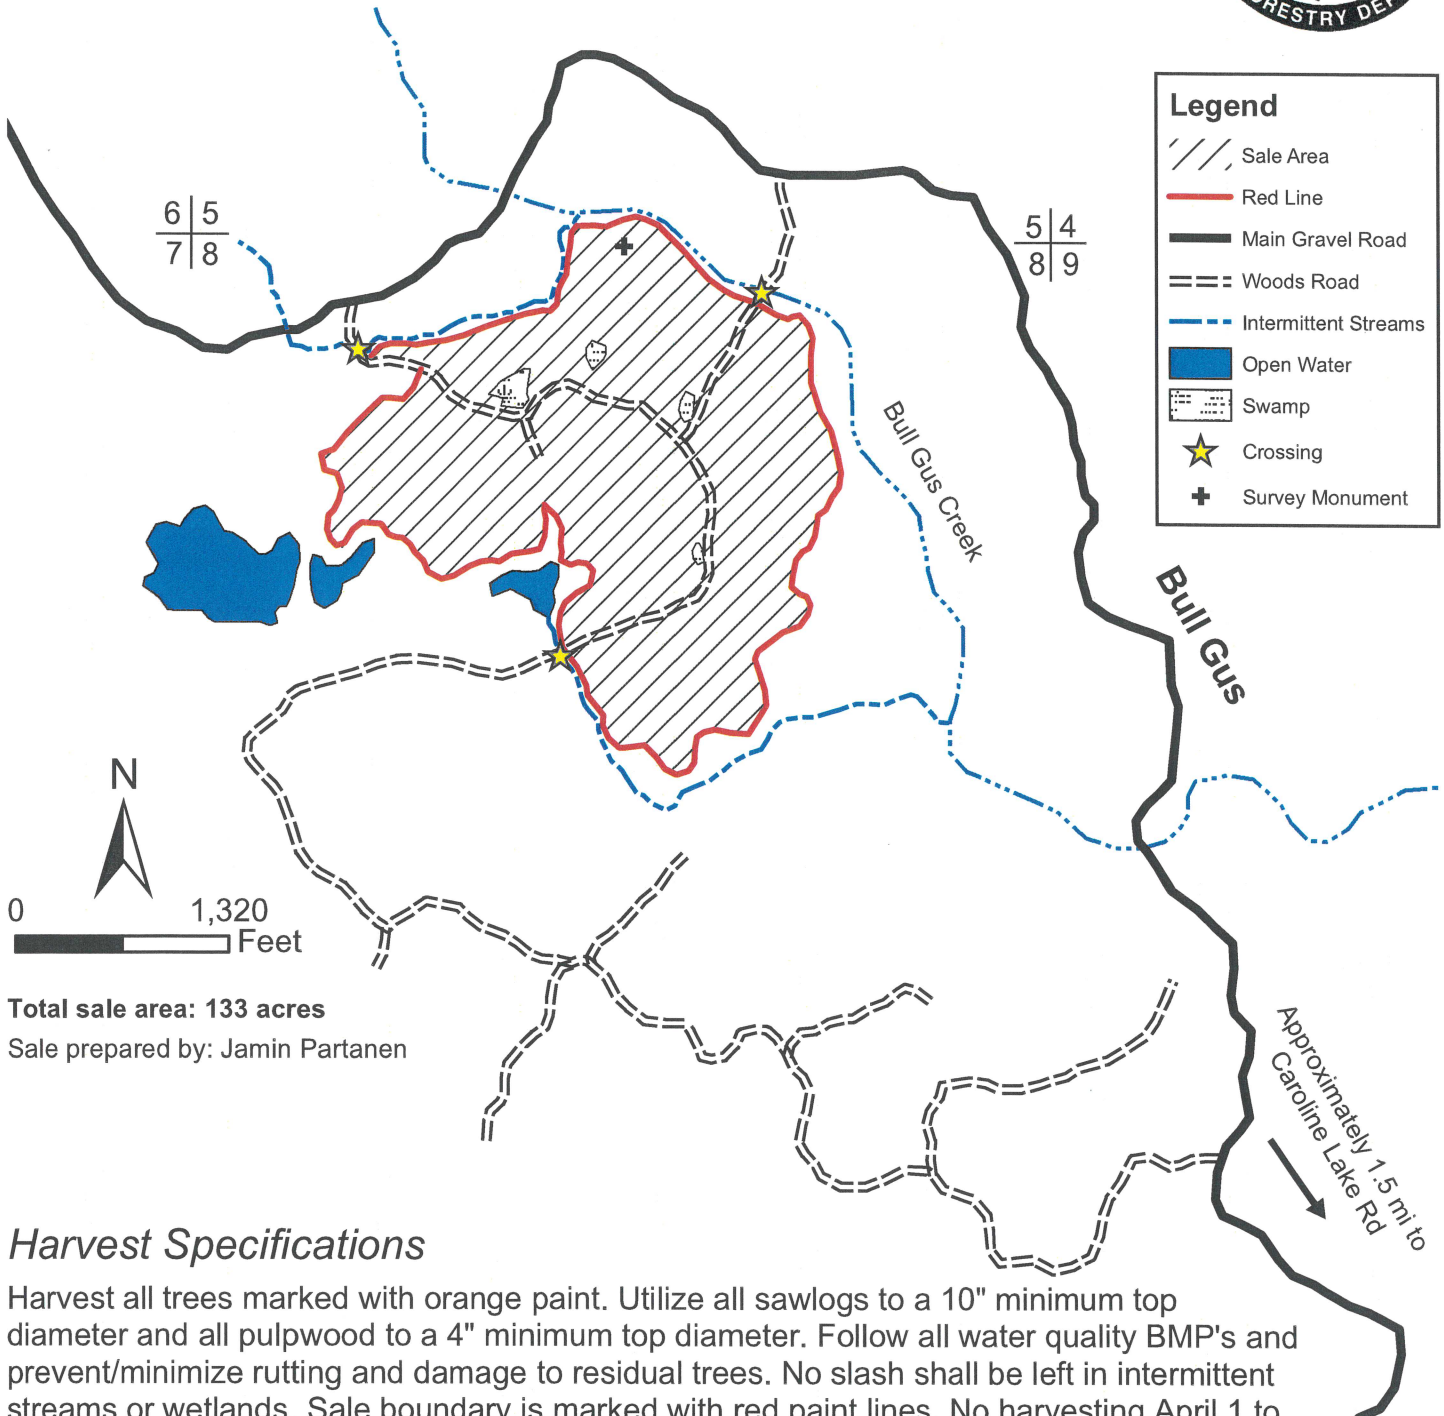 FORESTRY DEP
Legend
Sale Area
Red Line
Main Gravel Road
Woods Road
Intermittent Streams
Open Water
Swamp
Crossing
Survey Monument
6 5
7 8
5 4
8 9
Bull Gus Creek
Bull Gus
N
0 1,320
Feet
Total sale area: 133 acres
Sale prepared by: Jamin Partanen
Approximately 1.5 mi to
Caroline Lake Rd
Harvest Specifications
Harvest all trees marked with orange paint. Utilize all sawlogs to a 10" minimum top
diameter and all pulpwood to a 4" minimum top diameter. Follow all water quality BMP's and
prevent/minimize rutting and damage to residual trees. No slash shall be left in intermittent
streams or wetlands. Sale boundary is marked with red paint lines. No harvesting April 1 to